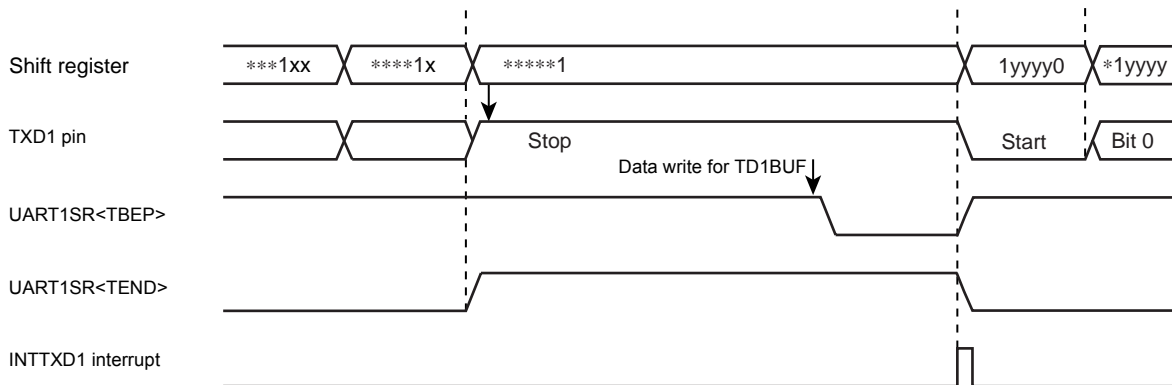 Shift register
***1xx
****1x
*****1
1yyyy0
*1yyyy
TXD1 pin
Stop
Start
Bit 0
Data write for TD1BUF
UART1SR<TBEP>
UART1SR<TEND>
INTTXD1 interrupt